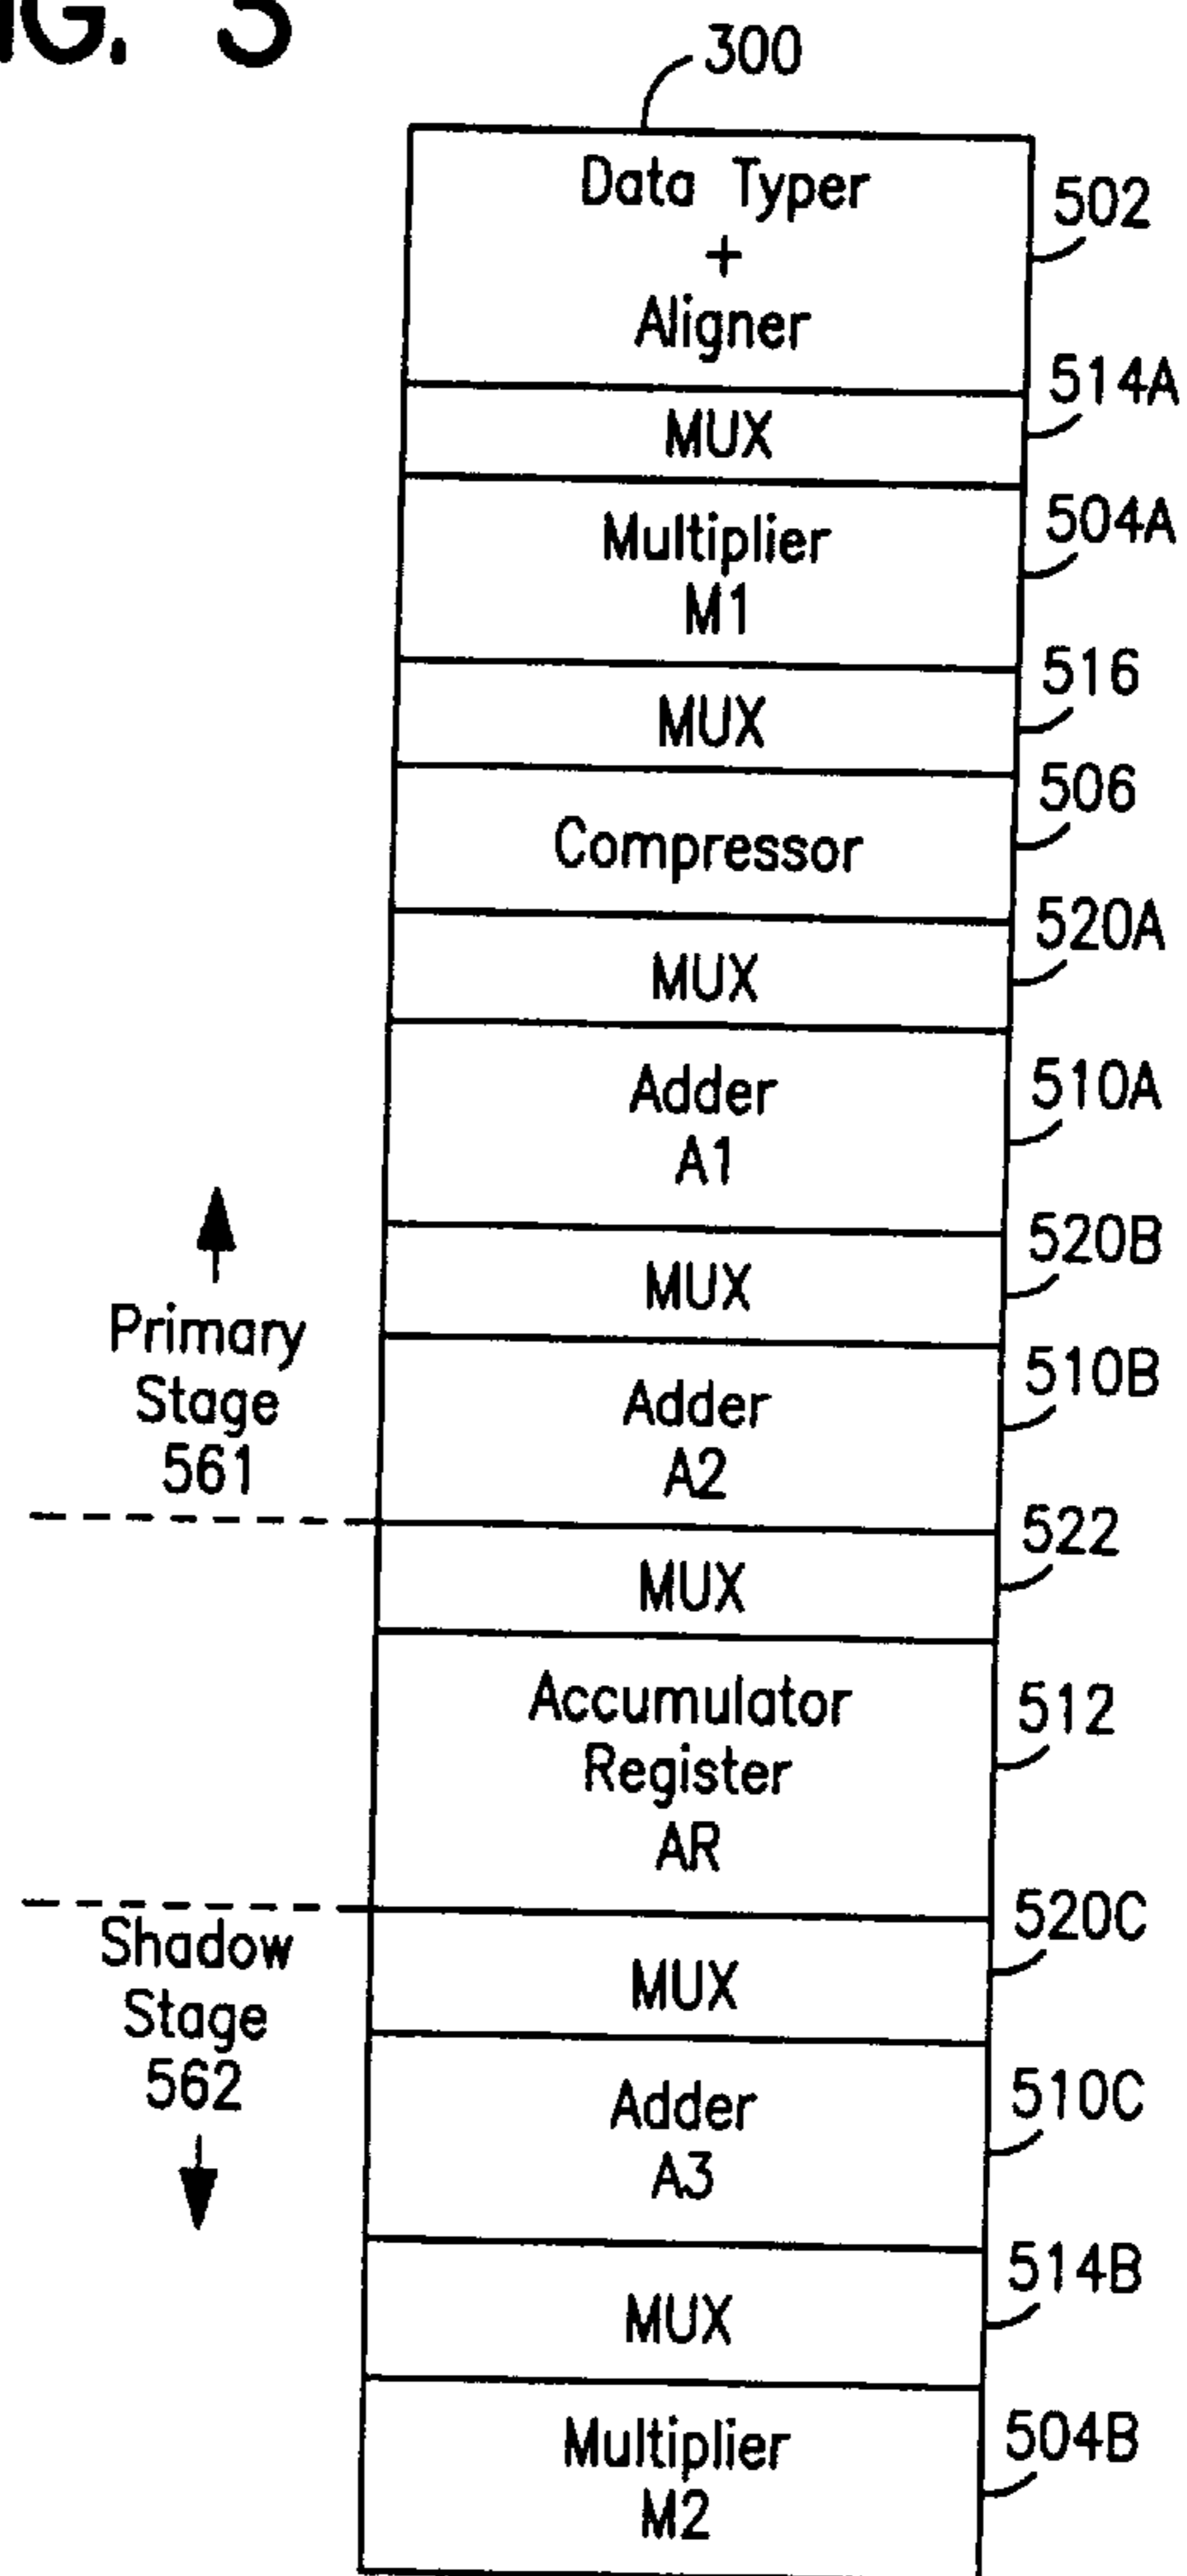 FIG. 3
300
Data Typer
+
Aligner
502
MUX
514A
Multiplier
M1
504A
MUX
516
Compressor
506
MUX
520A
Adder
A1
510A
MUX
520B
Primary
Stage
561
Adder
A2
510B
MUX
522
Accumulator
Register
AR
512
Shadow
Stage
562
MUX
520C
Adder
A3
510C
MUX
514B
Multiplier
M2
504B